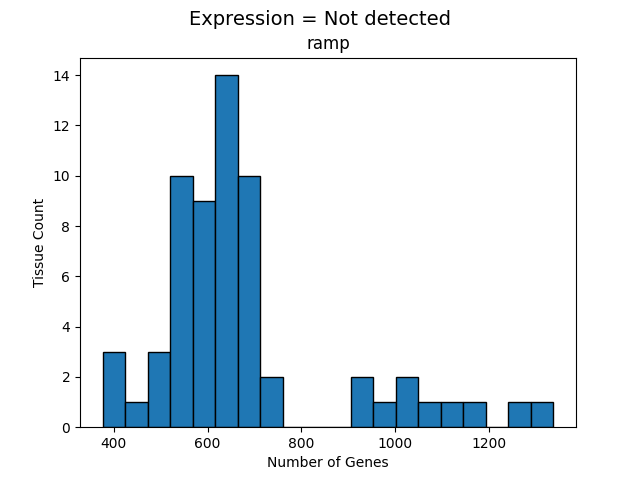 Expression = Not detected
ramp
14
12
10
8
6
4
2
0
Tissue Count
400 600 800 1000 1200
Number of Genes